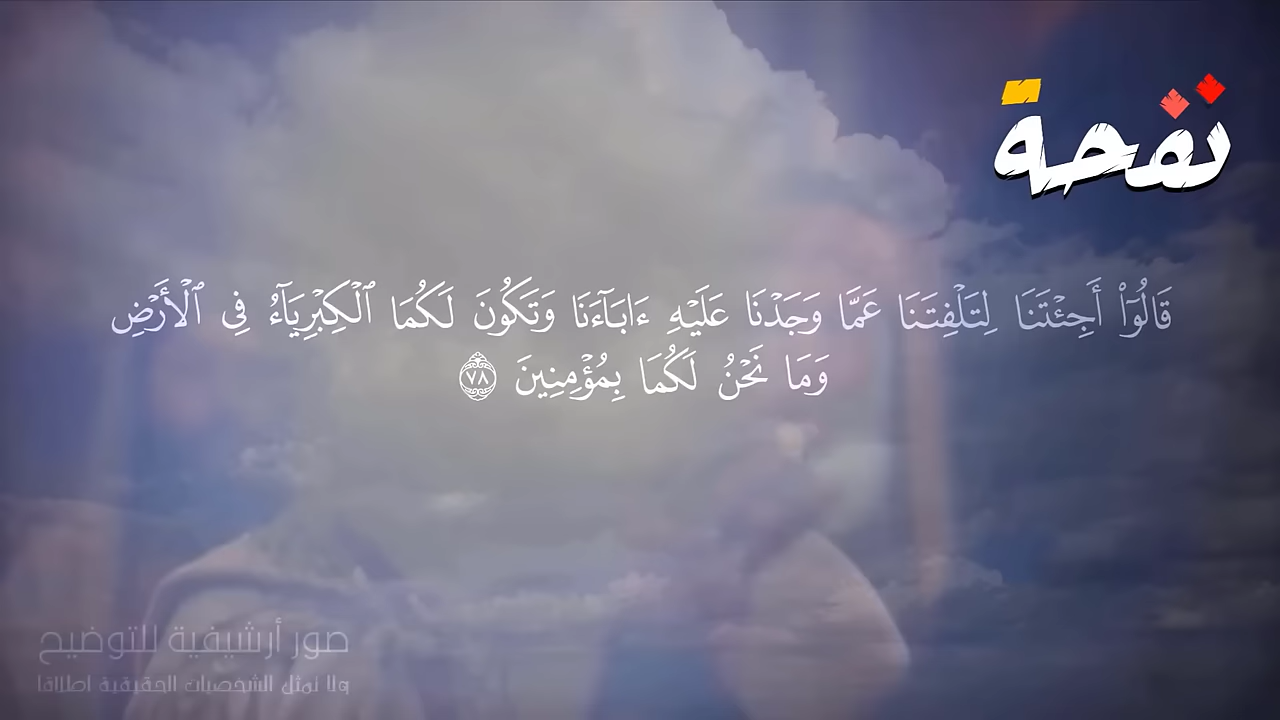 نفحة
قَالُوٓا۟ أَجِئْتَنَا لِتَلْفِتَنَا عَمَّا وَجَدْنَا عَلَيْهِ ءَابَآءَنَا وَتَكُونَ لَكُمَا ٱلْكِبْرِيَآءُ فِى ٱلْأَرْضِ
وَمَا نَحْنُ لَكُمَا بِمُؤْمِنِينَ ٧٨
صور أرشيفية للتوضيح
ولا تمثل الشخصيات الحقيقية اطلاقا